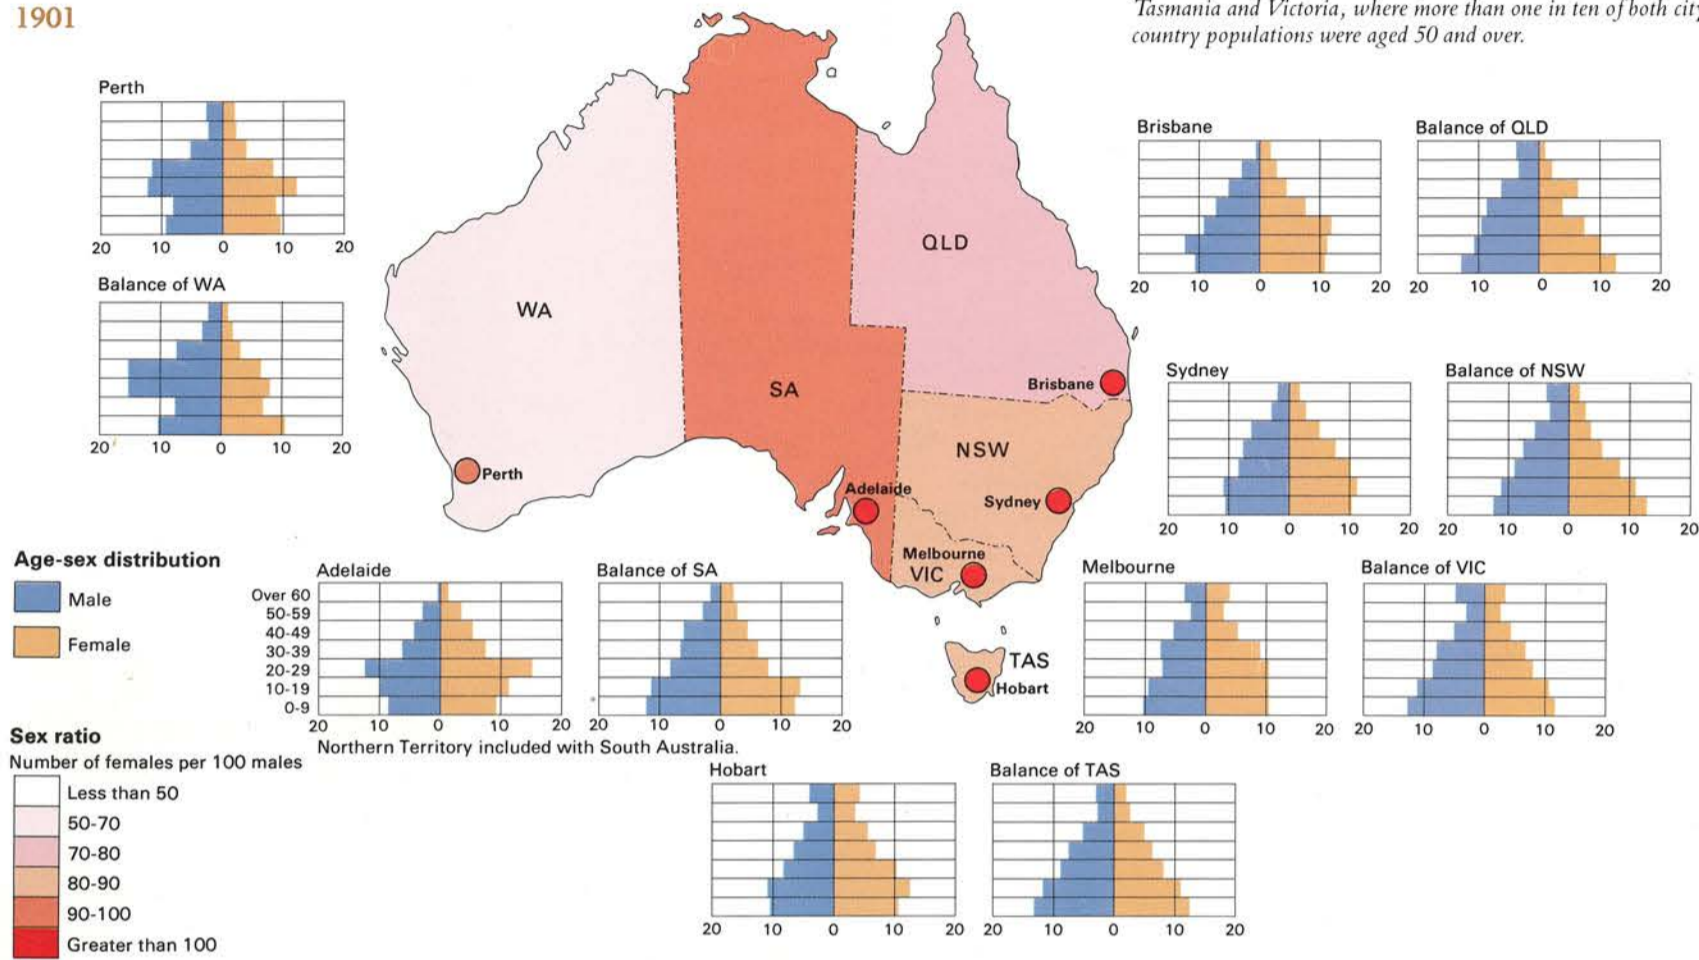 1901
Tasmania and Victoria, where more than one in ten of both city
country populations were aged 50 and over.
Perth
20 10 0 10 20
Balance of WA
20 10 0 10 20
Brisbane
20 10 0 10 20
Balance of QLD
20 10 0 10 20
WA
SA
QLD
NSW
VIC
TAS
Perth
Adelaide
Brisbane
Sydney
Melbourne
Hobart
Sydney
20 10 0 10 20
Balance of NSW
20 10 0 10 20
Age-sex distribution
Male
Female
Adelaide
Over 60
50-59
40-49
30-39
20-29
10-19
0-9
20 10 0 10 20
Balance of SA
20 10 0 10 20
Northern Territory included with South Australia.
Melbourne
20 10 0 10 20
Balance of VIC
20 10 0 10 20
Sex ratio
Number of females per 100 males
Less than 50
50-70
70-80
80-90
90-100
Greater than 100
Hobart
20 10 0 10 20
Balance of TAS
20 10 0 10 20